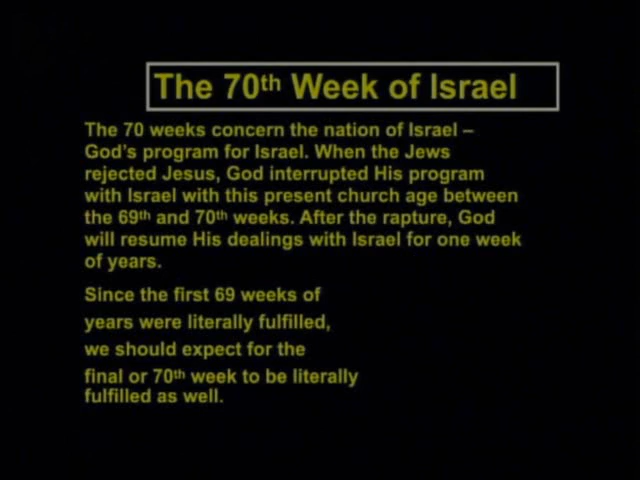 The 70th Week of Israel
The 70 weeks concern the nation of Israel –
God's program for Israel. When the Jews
rejected Jesus, God interrupted His program
with Israel with this present church age between
the 69th and 70th weeks. After the rapture, God
will resume His dealings with Israel for one week
of years.
Since the first 69 weeks of
years were literally fulfilled,
we should expect for the
final or 70th week to be literally
fulfilled as well.